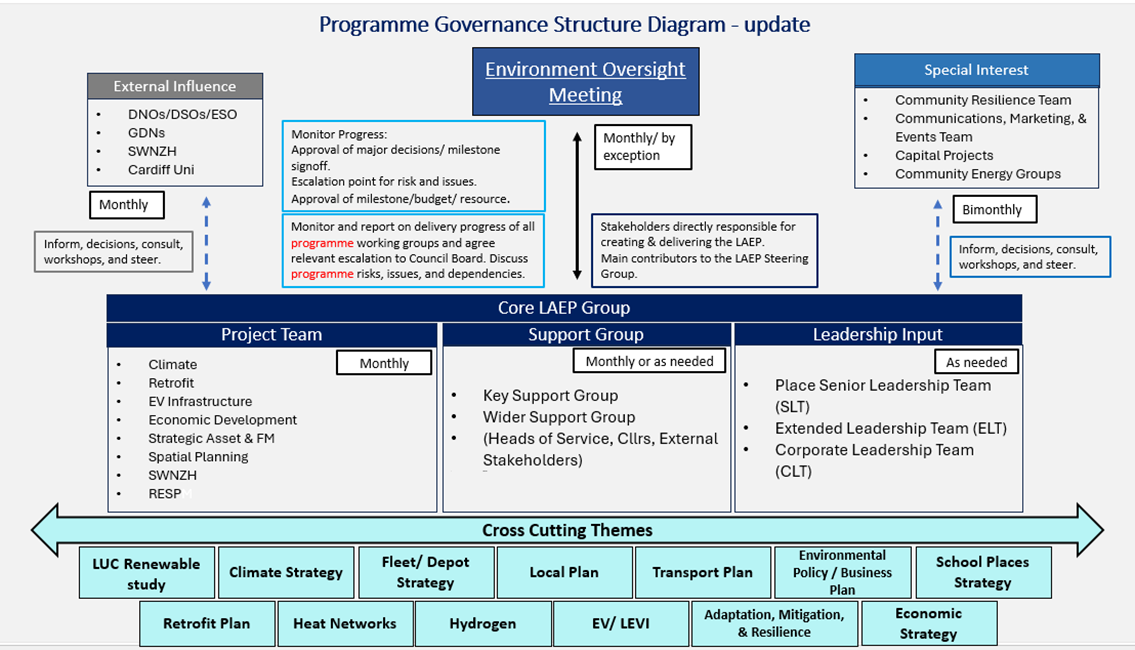 Programme Governance Structure Diagram - update
Environment Oversight
Meeting
External Influence
• DNOs/DSOs/ESO
• GDNs
• SWNZH
• Cardiff Uni
Monthly
Inform, decisions, consult,
workshops, and steer.
Monitor Progress:
Approval of major decisions/ milestone
signoff.
Escalation point for risk and issues.
Approval of milestone/budget/ resource.
Monitor and report on delivery progress of all
programme working groups and agree
relevant escalation to Council Board. Discuss
programme risks, issues, and dependencies.
Monthly/ by
exception
Stakeholders directly responsible for
creating & delivering the LAEP.
Main contributors to the LAEP Steering
Group.
Special Interest
• Community Resilience Team
• Communications, Marketing, &
Events Team
• Capital Projects
• Community Energy Groups
Bimonthly
Inform, decisions, consult,
workshops, and steer.
Core LAEP Group
Project Team
Monthly
• Climate
• Retrofit
• EV Infrastructure
• Economic Development
• Strategic Asset & FM
• Spatial Planning
• SWNZH
• RESPM
Support Group
Monthly or as needed
• Key Support Group
• Wider Support Group
• (Heads of Service, Cllrs, External
Stakeholders)
Leadership Input
As needed
• Place Senior Leadership Team
(SLT)
• Extended Leadership Team (ELT)
• Corporate Leadership Team
(CLT)
Cross Cutting Themes
LUC Renewable
study
Climate Strategy
Fleet/ Depot
Strategy
Local Plan
Transport Plan
Environmental
Policy / Business
Plan
School Places
Strategy
Retrofit Plan
Heat Networks
Hydrogen
EV/ LEVI
Adaptation, Mitigation,
& Resilience
Economic
Strategy